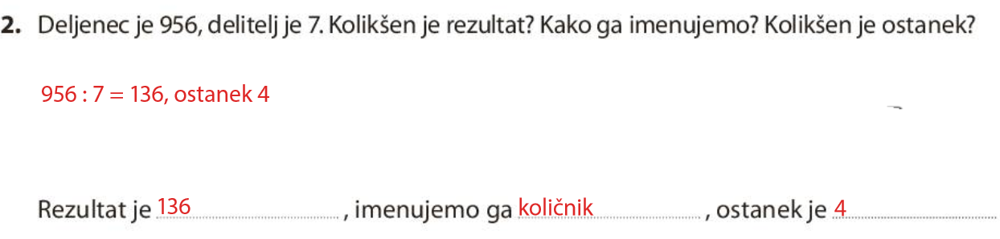 2. Deljenec je 956, delitelj je 7. Kolikšen je rezultat? Kako ga imenujemo? Kolikšen je ostanek?
956 : 7 = 136, ostanek 4
Rezultat je 136, imenujemo ga količnik, ostanek je 4